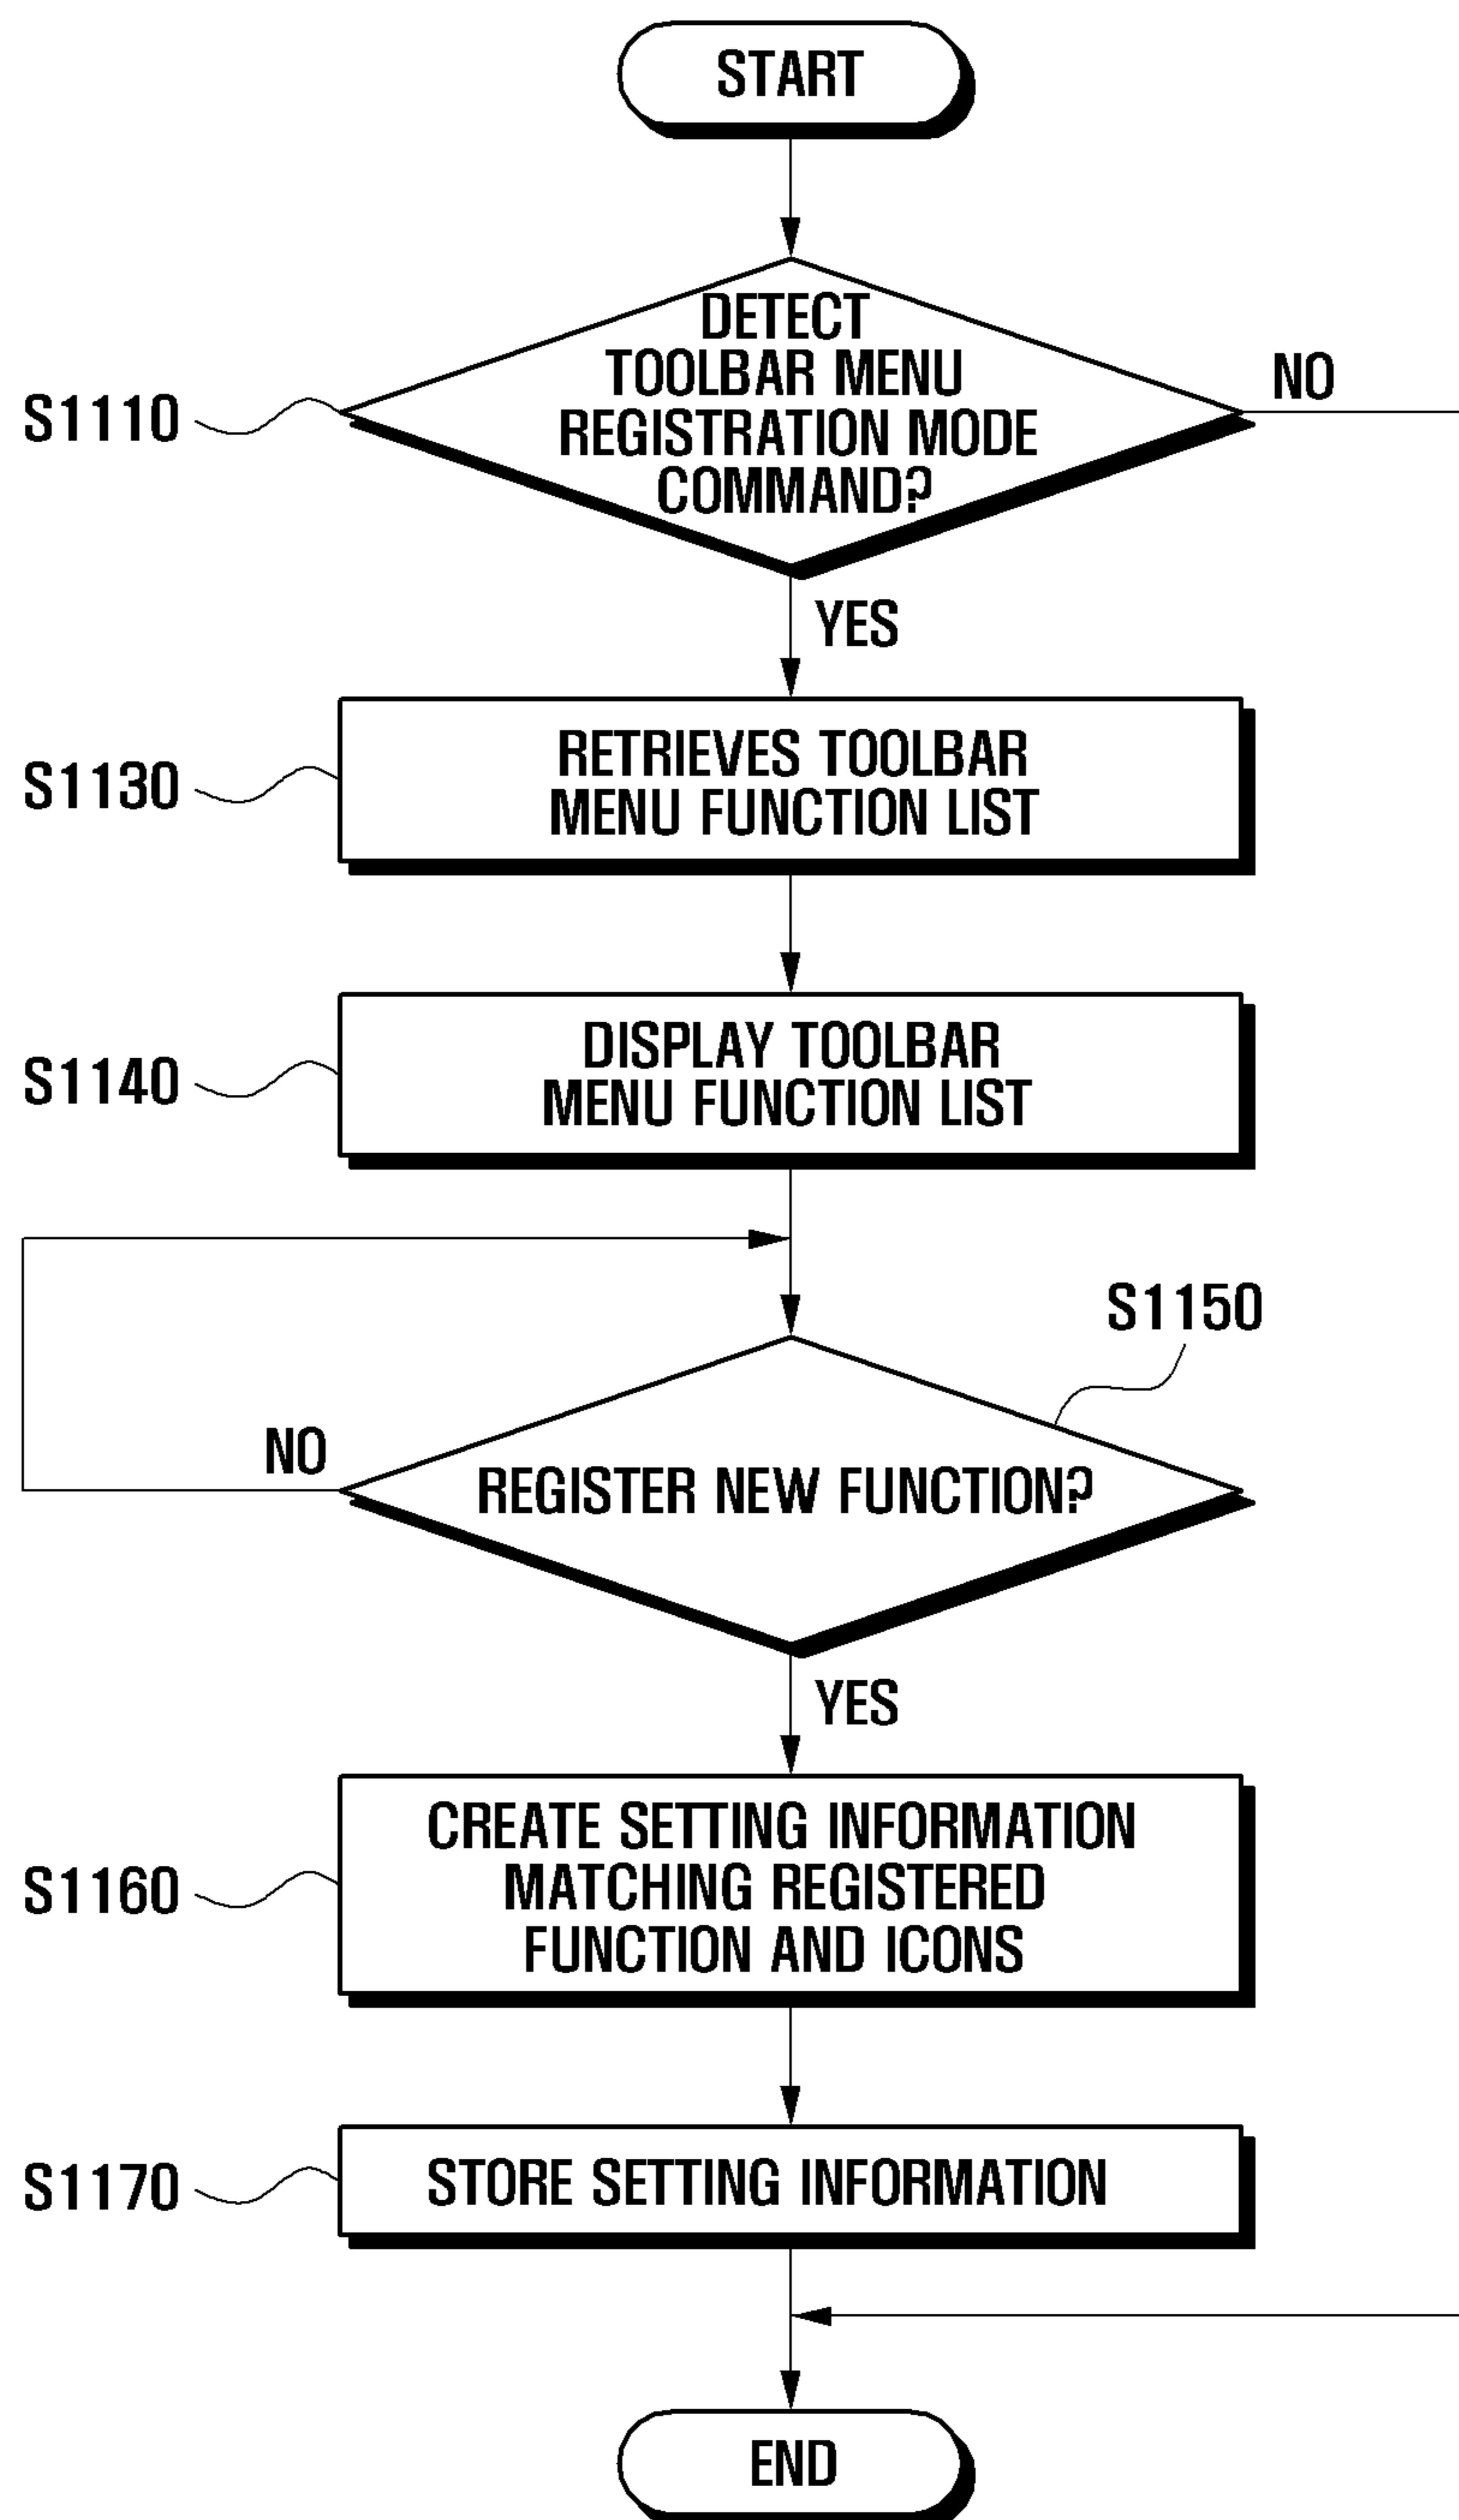 START
DETECT
TOOLBAR MENU
REGISTRATION MODE
COMMAND?
NO
S1110
YES
RETRIEVES TOOLBAR
MENU FUNCTION LIST
S1130
DISPLAY TOOLBAR
MENU FUNCTION LIST
S1140
S1150
NO
REGISTER NEW FUNCTION?
YES
CREATE SETTING INFORMATION
MATCHING REGISTERED
FUNCTION AND ICONS
S1160
STORE SETTING INFORMATION
S1170
END